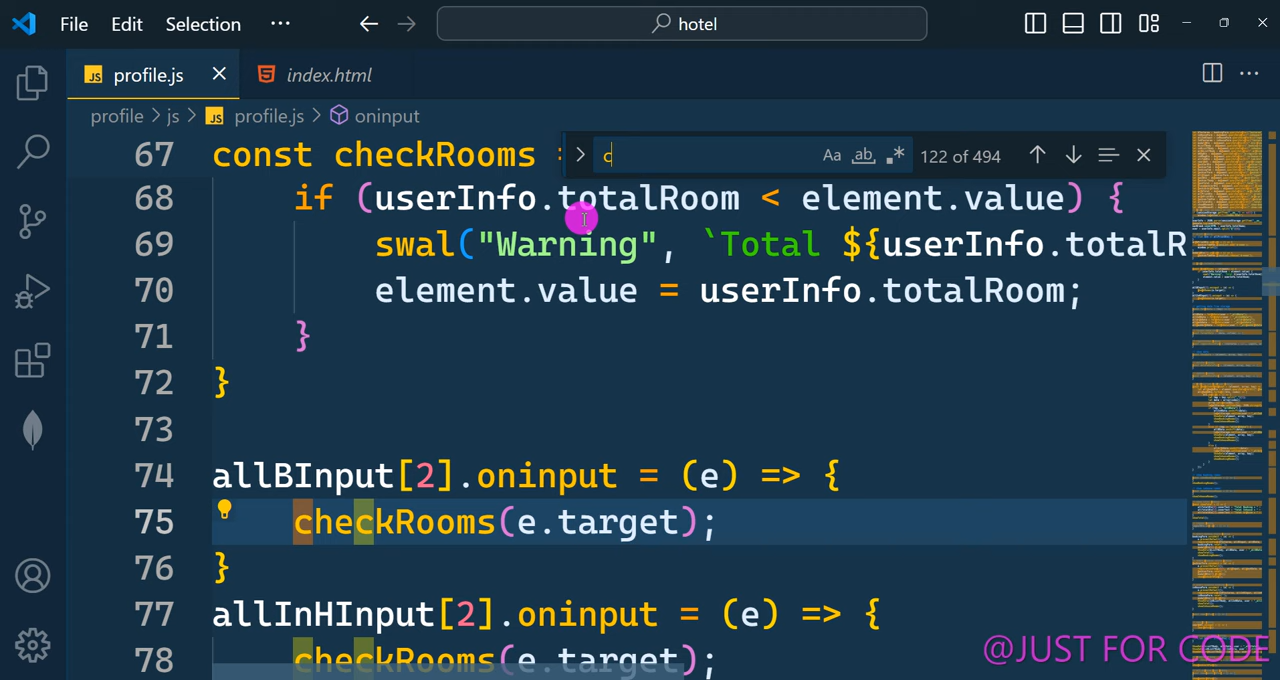 File Edit Selection ··· hotel
profile.js index.html ···
profile > js > profile.js > oninput
c Aa ab .* 122 of 494
67 const checkRooms
68 if (userInfo.totalRoom < element.value) {
69 swal("Warning", `Total ${userInfo.totalR
70 element.value = userInfo.totalRoom;
71 }
72 }
73
74 allBInput[2].oninput = (e) => {
75 checkRooms(e.target);
76 }
77 allInHInput[2].oninput = (e) => {
78 checkRooms(e.target);
@JUST FOR CODE